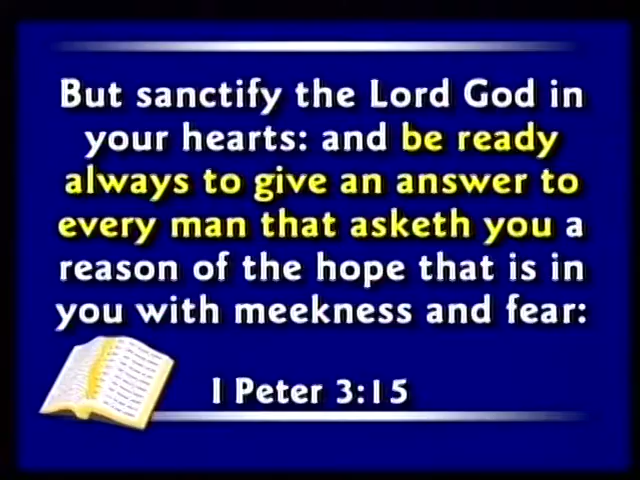 But sanctify the Lord God in
your hearts: and be ready
always to give an answer to
every man that asketh you a
reason of the hope that is in
you with meekness and fear:
I Peter 3:15